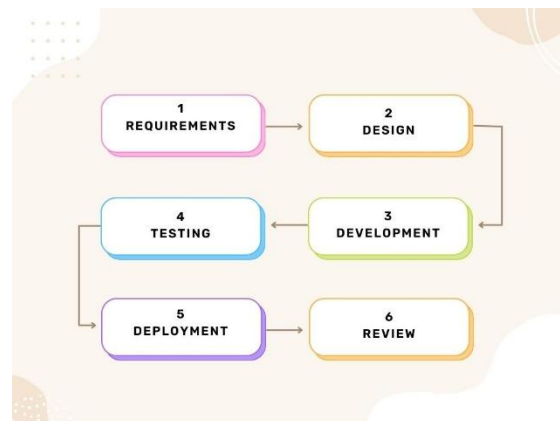 1
REQUIREMENTS
2
DESIGN
3
DEVELOPMENT
4
TESTING
5
DEPLOYMENT
6
REVIEW